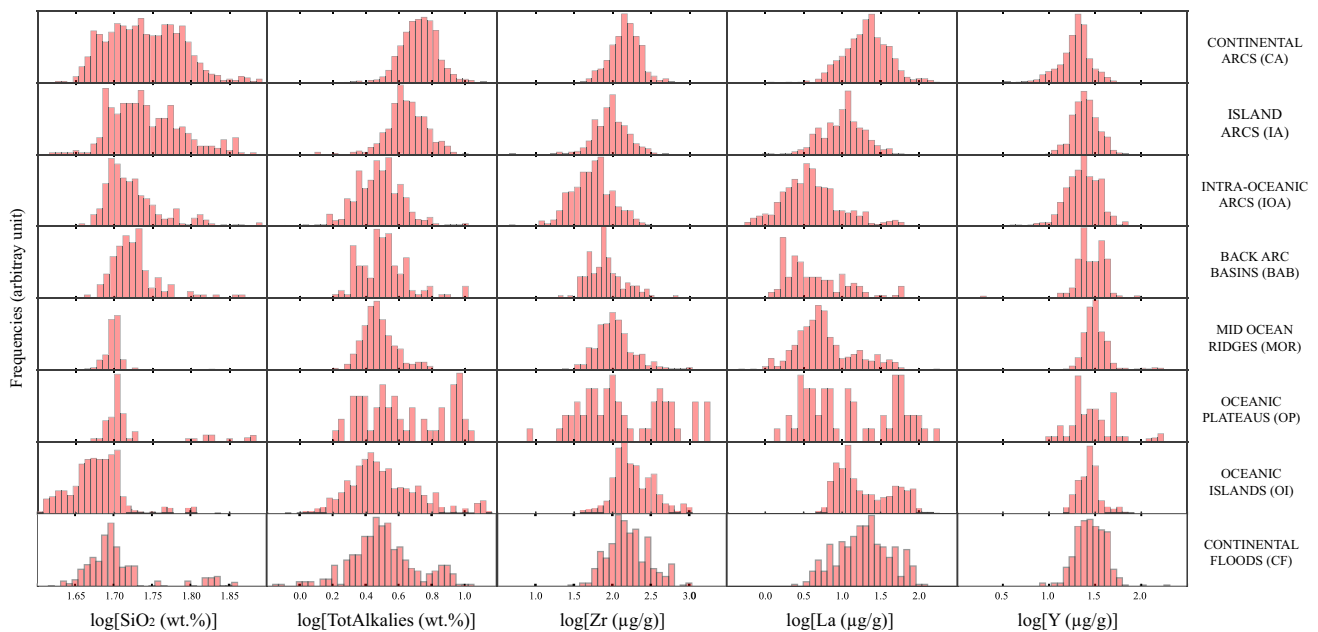 CONTINENTAL
ARCS (CA)
ISLAND
ARCS (IA)
INTRA-OCEANIC
ARCS (IOA)
BACK ARC
BASINS (BAB)
MID OCEAN
RIDGES (MOR)
OCEANIC
PLATEAUS (OP)
OCEANIC
ISLANDS (OI)
CONTINENTAL
FLOODS (CF)
Frequencies (arbitray unit)
1.65 1.70 1.75 1.80 1.85 0.0 0.2 0.4 0.6 0.8 1.0 1.0 1.5 2.0 2.5 3.0 0.0 0.5 1.0 1.5 2.0 0.5 1.0 1.5 2.0
log[SiO2 (wt.%)] log[TotAlkalies (wt.%)] log[Zr (µg/g)] log[La (µg/g)] log[Y (µg/g)]